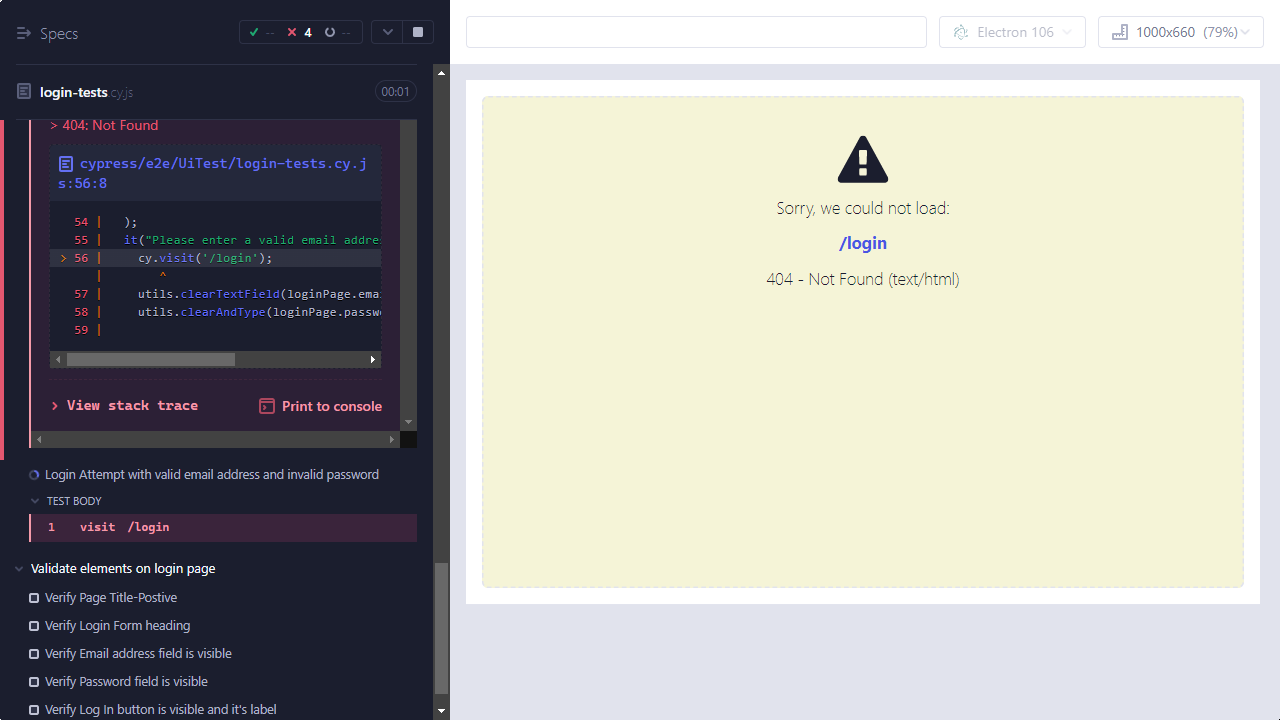 Specs
-- 4 --
login-tests.cy.js 00:01
> 404: Not Found
cypress/e2e/UiTest/login-tests.cy.j
s:56:8
54 | );
55 | it("Please enter a valid email addre
> 56 | cy.visit('/login');
| ^
57 | utils.clearTextField(loginPage.emai
58 | utils.clearAndType(loginPage.passw
59 |
> View stack trace
Print to console
Login Attempt with valid email address and invalid password
TEST BODY
1 visit /login
Validate elements on login page
Verify Page Title-Postive
Verify Login Form heading
Verify Email address field is visible
Verify Password field is visible
Verify Log In button is visible and it's label
Electron 106
1000x660 (79%)
Sorry, we could not load:
/login
404 - Not Found (text/html)